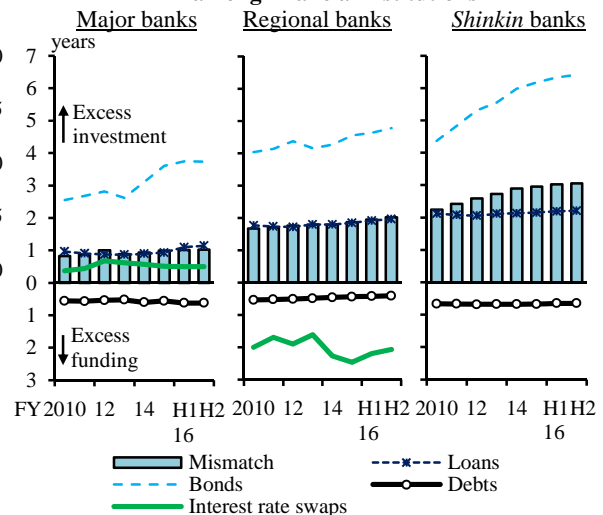 Major banks
Regional banks
Shinkin banks
years
7
6
5
4
3
2
1
0
1
2
3
Excess
investment
Excess
funding
FY2010 12 14 H1H2
16
2010 12 14 H1H2
16
2010 12 14 H1H2
16
Mismatch
Loans
Bonds
Debts
Interest rate swaps